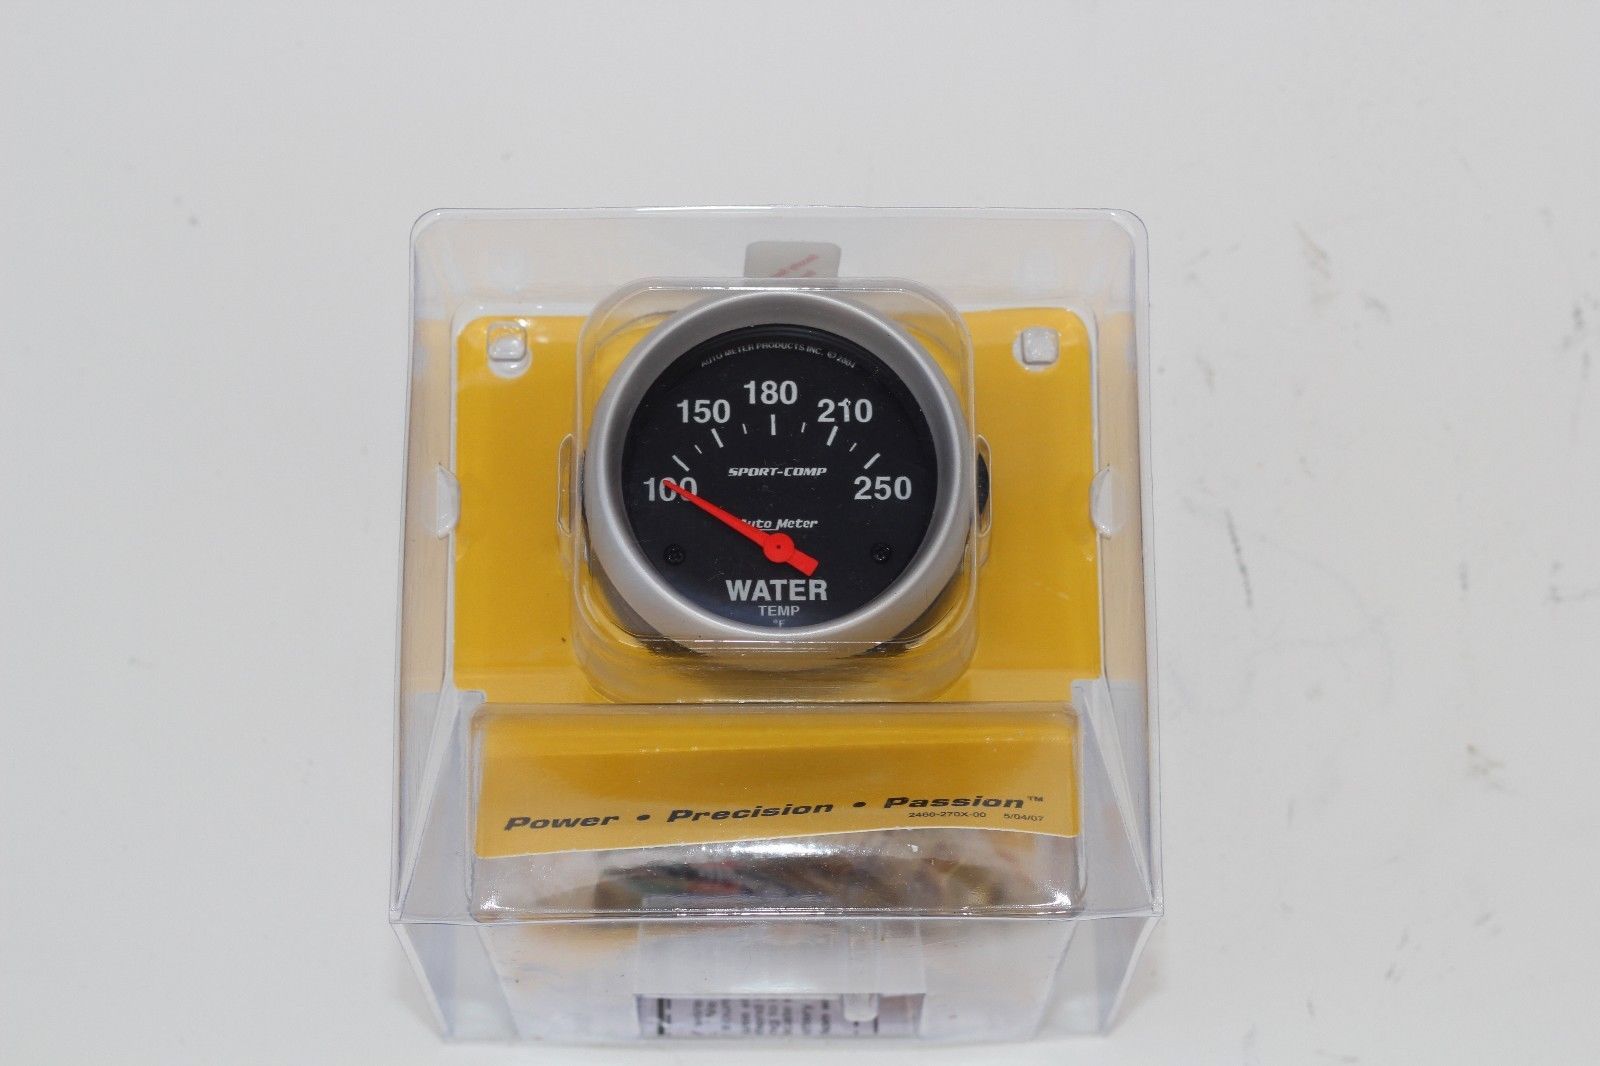 AUTO METER PRODUCTS INC. © 2004
180
150 210
100 250
SPORT-COMP
Auto Meter
WATER
TEMP
°F
Power • Precision • Passion™
2460-270X-00 5/04/07